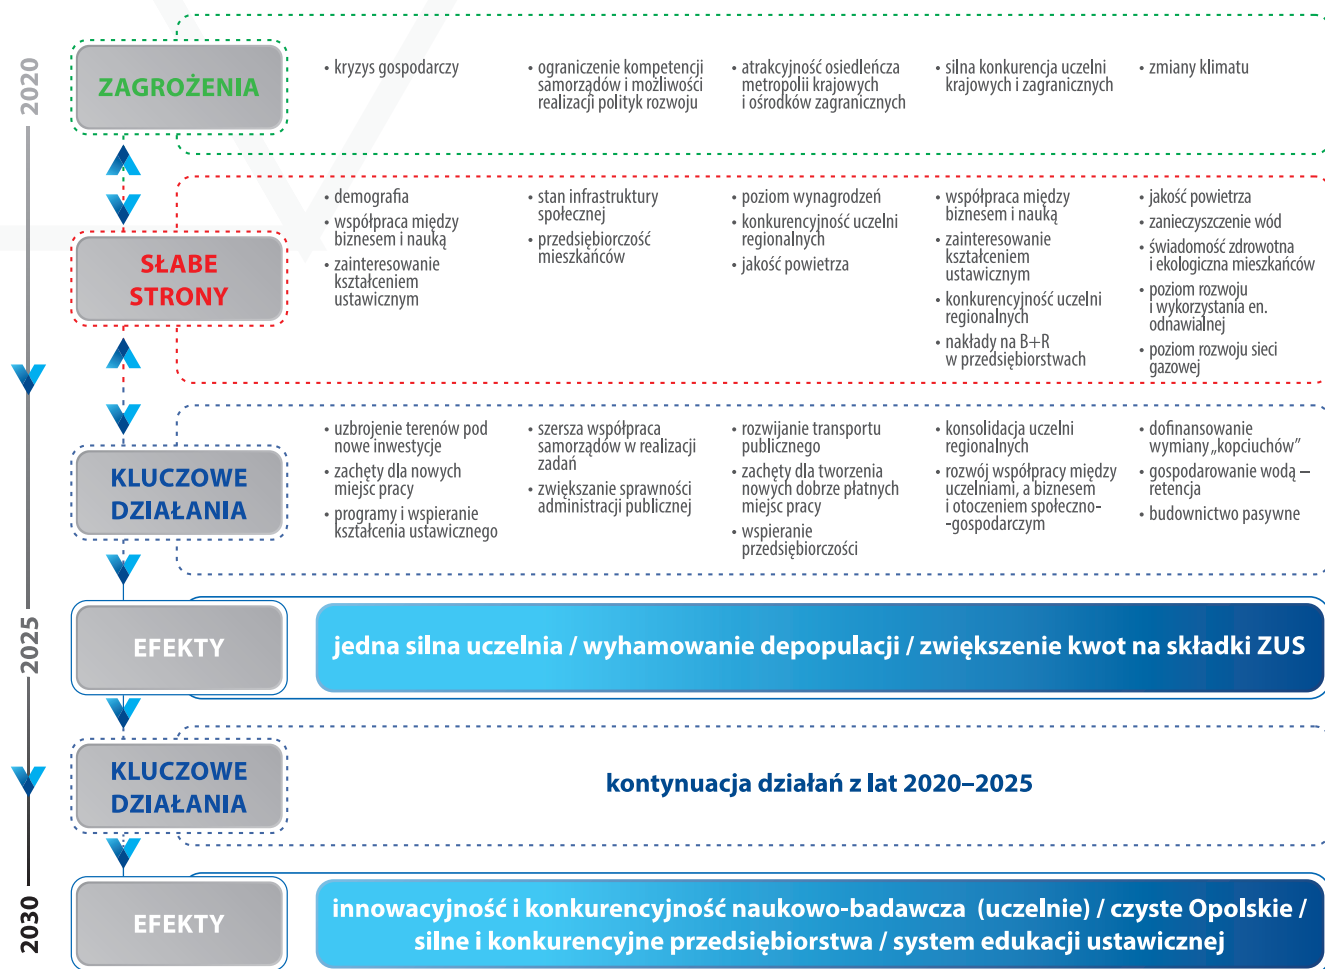 2020
ZAGROŻENIA
• kryzys gospodarczy
• ograniczenie kompetencji
samorządów i możliwości
realizacji polityk rozwoju
• atrakcyjność osiedleńcza
metropolii krajowych
i ośrodków zagranicznych
• silna konkurencja uczelni
krajowych i zagranicznych
• zmiany klimatu
SŁABE
STRONY
• demografia
• współpraca między
biznesem i nauką
• zainteresowanie
kształceniem
ustawicznym
• stan infrastruktury
społecznej
• przedsiębiorczość
mieszkańców
• poziom wynagrodzeń
• konkurencyjność uczelni
regionalnych
• jakość powietrza
• współpraca między
biznesem i nauką
• zainteresowanie
kształceniem
ustawicznym
• konkurencyjność uczelni
regionalnych
• nakłady na B+R
w przedsiębiorstwach
• jakość powietrza
• zanieczyszczenie wód
• świadomość zdrowotna
i ekologiczna mieszkańców
• poziom rozwoju
i wykorzystania en.
odnawialnej
• poziom rozwoju sieci
gazowej
KLUCZOWE
DZIAŁANIA
• uzbrojenie terenów pod
nowe inwestycje
• zachęty dla nowych
miejsc pracy
• programy i wspieranie
kształcenia ustawicznego
• szersza współpraca
samorządów w realizacji
zadań
• zwiększanie sprawności
administracji publicznej
• rozwijanie transportu
publicznego
• zachęty dla tworzenia
nowych dobrze płatnych
miejsc pracy
• wspieranie
przedsiębiorczości
• konsolidacja uczelni
regionalnych
• rozwój współpracy między
uczelniami, a biznesem
i otoczeniem społeczno-
-gospodarczym
• dofinansowanie
wymiany „kopciuchów”
• gospodarowanie wodą –
retencja
• budownictwo pasywne
2025
EFEKTY
jedna silna uczelnia / wyhamowanie depopulacji / zwiększenie kwot na składki ZUS
KLUCZOWE
DZIAŁANIA
kontynuacja działań z lat 2020–2025
2030
EFEKTY
innowacyjność i konkurencyjność naukowo-badawcza (uczelnie) / czyste Opolskie /
silne i konkurencyjne przedsiębiorstwa / system edukacji ustawicznej